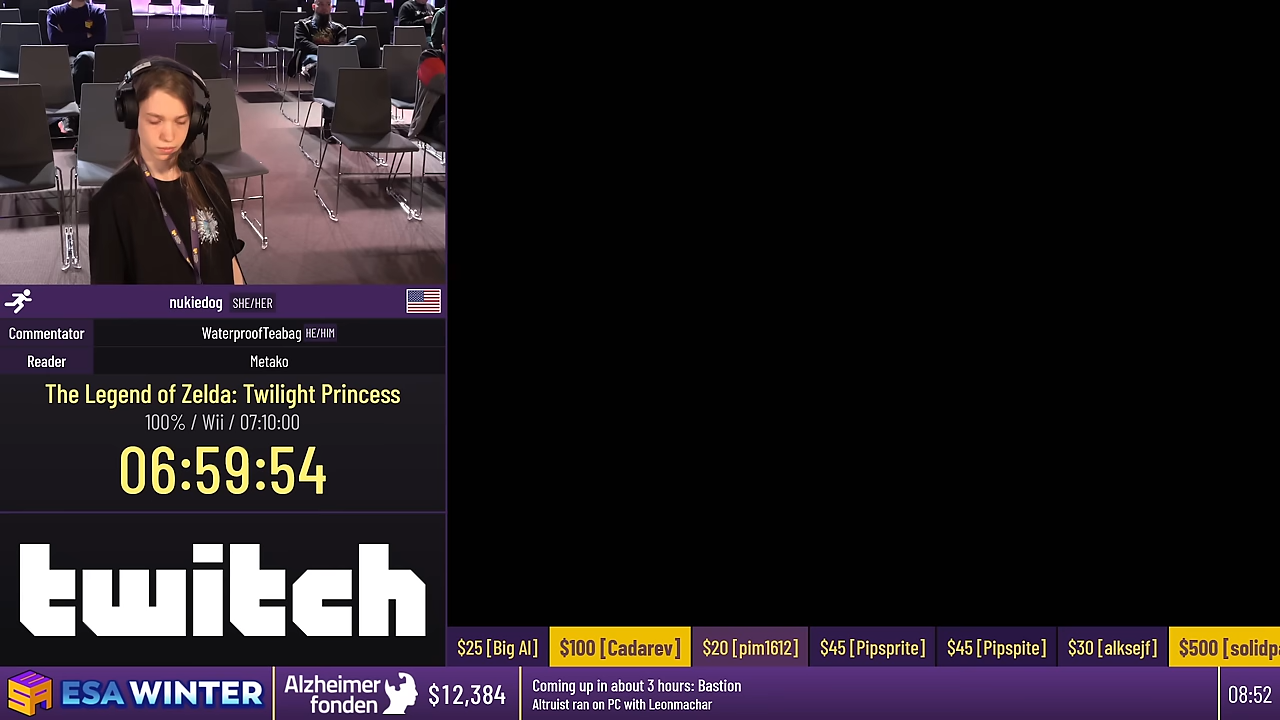 nukiedog SHE/HER
Commentator WaterproofTeabag HE/HIM
Reader Metako
The Legend of Zelda: Twilight Princess
100% / Wii / 07:10:00
06:59:54
twitch
$25 [Big AI] $100 [Cadarev] $20 [pim1612] $45 [Pipsprite] $45 [Pipspite] $30 [alksejf] $500 [solidpa
ESA WINTER
Alzheimer
fonden
$12,384
Coming up in about 3 hours: Bastion
Altruist ran on PC with Leonmachar
08:52